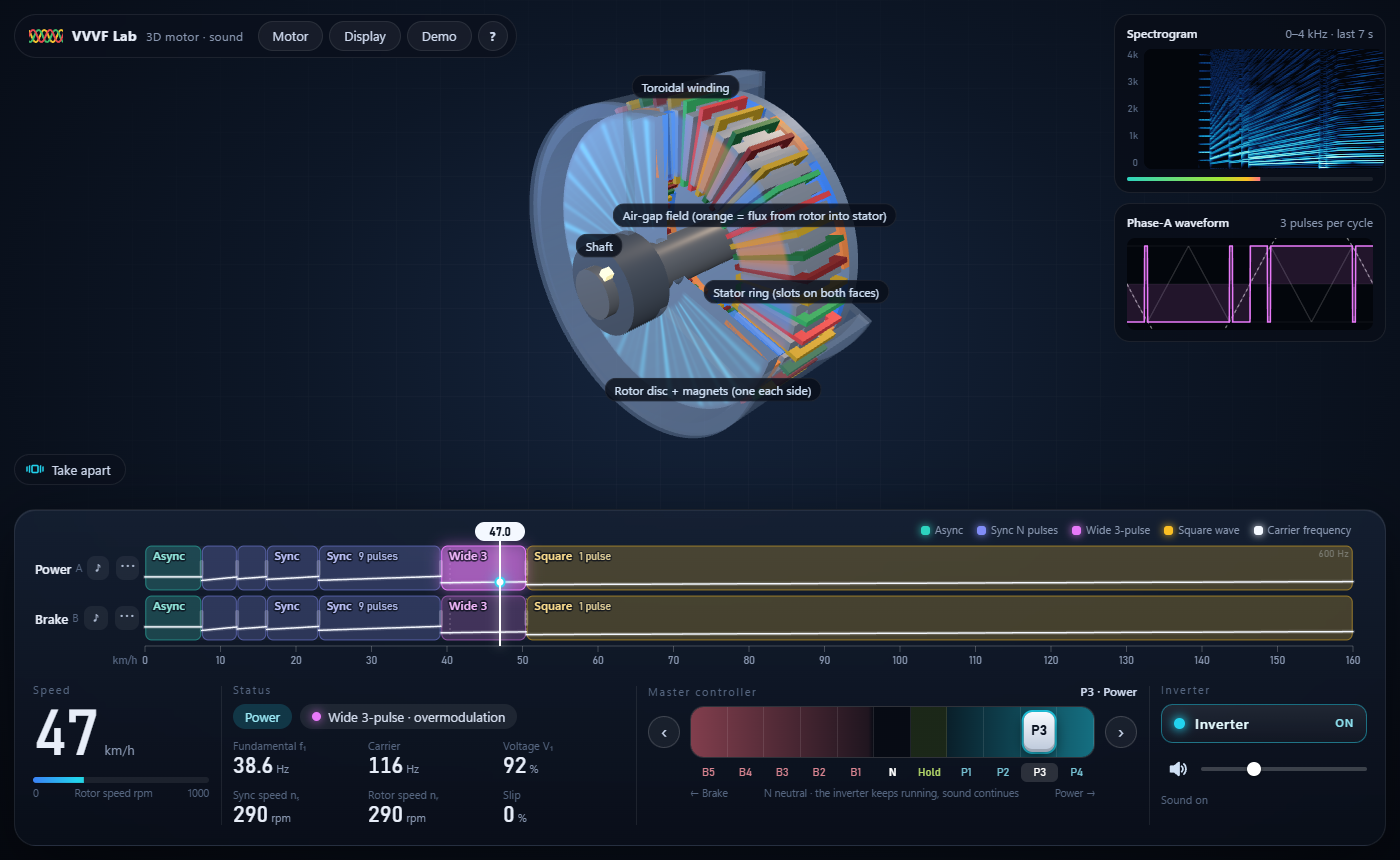 VVVF Lab 3D motor · sound Motor Display Demo ?
Toroidal winding
Air-gap field (orange = flux from rotor into stator)
Shaft
Stator ring (slots on both faces)
Rotor disc + magnets (one each side)
Spectrogram 0–4 kHz · last 7 s
4k
3k
2k
1k
0
Phase-A waveform 3 pulses per cycle
Take apart
47.0
Async Sync N pulses Wide 3-pulse Square wave Carrier frequency
Power A ♪ ··· Async Sync Sync 9 pulses Wide 3 Square 1 pulse 600 Hz
Brake B ♪ ··· Async Sync Sync 9 pulses Wide 3 Square 1 pulse
km/h 0 10 20 30 40 50 60 70 80 90 100 110 120 130 140 150 160
Speed
47 km/h
0 Rotor speed rpm 1000
Status
Power Wide 3-pulse · overmodulation
Fundamental f₁ Carrier Voltage V₁
38.6 Hz 116 Hz 92 %
Sync speed nₛ Rotor speed nᵣ Slip
290 rpm 290 rpm 0 %
Master controller P3 · Power
‹ P3 ›
B5 B4 B3 B2 B1 N Hold P1 P2 P3 P4
← Brake N neutral · the inverter keeps running, sound continues Power →
Inverter
Inverter ON
Sound on